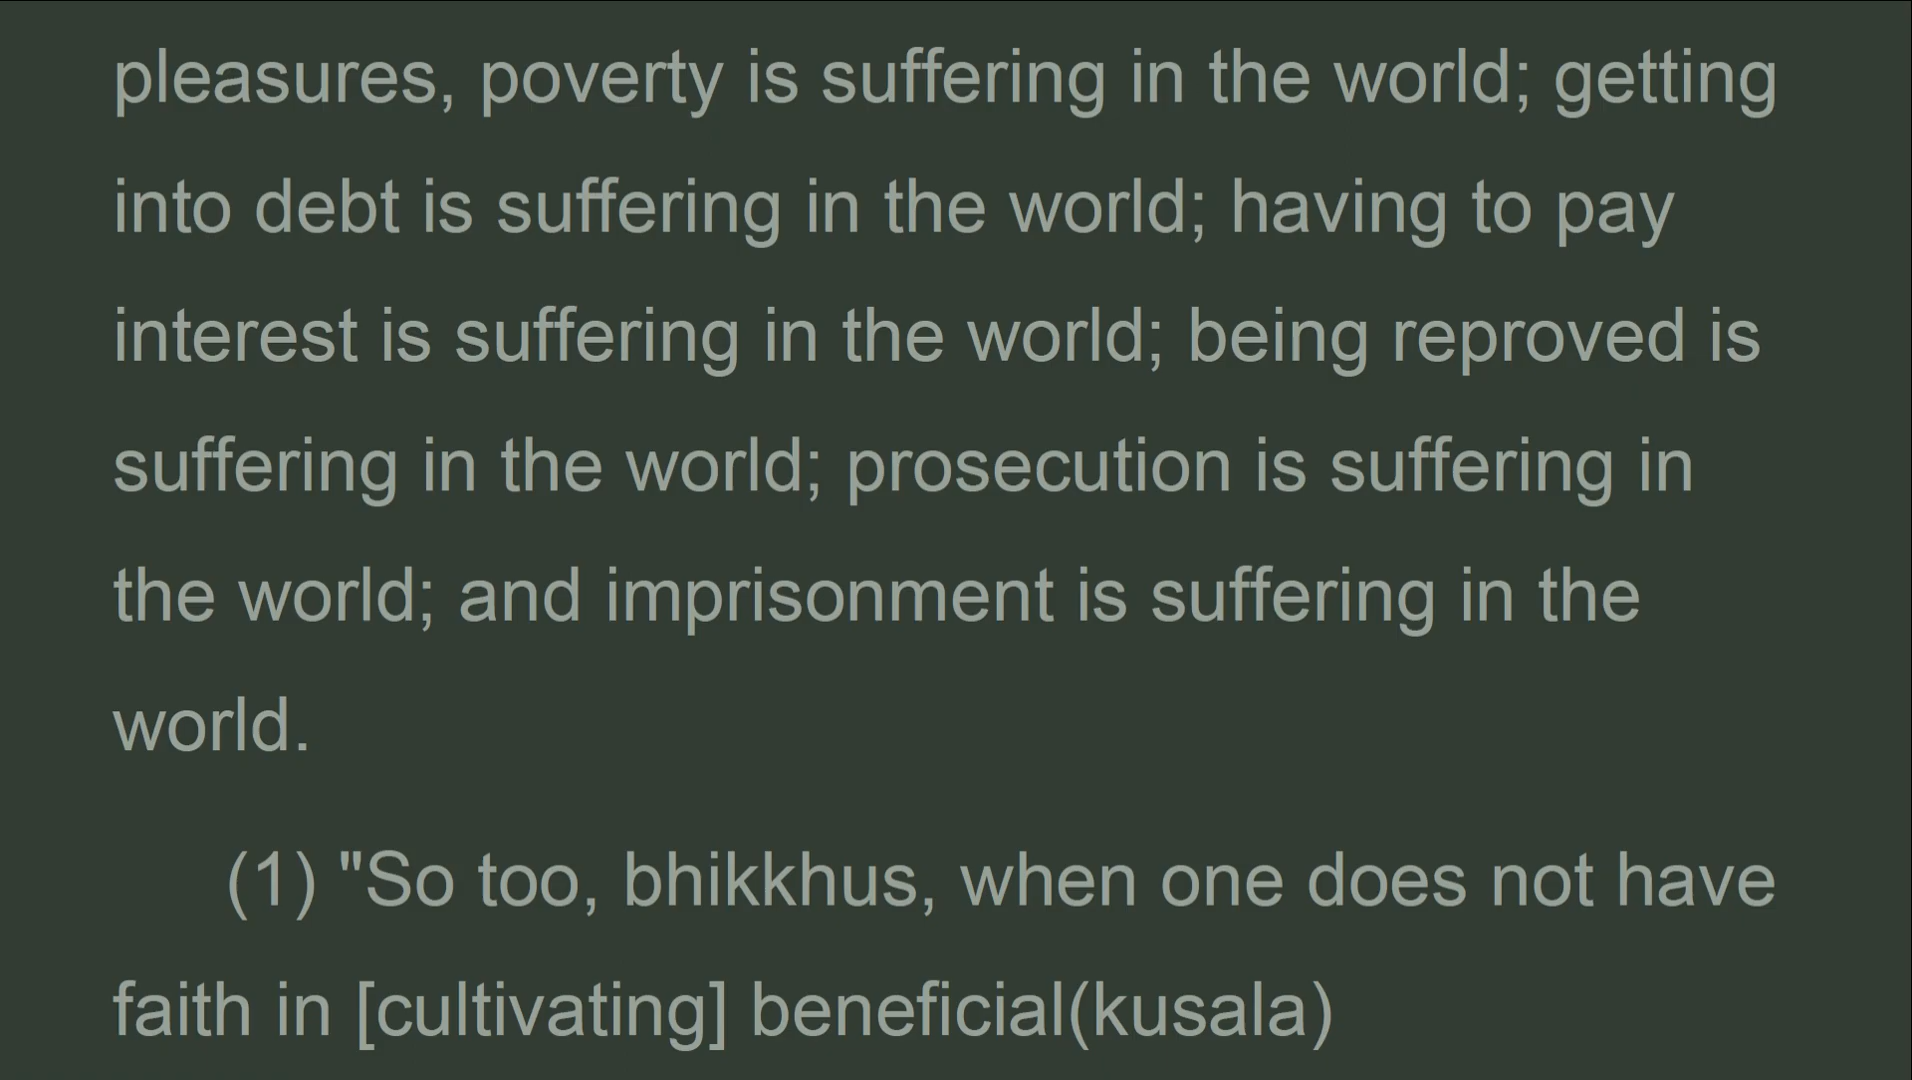 pleasures, poverty is suffering in the world; getting
into debt is suffering in the world; having to pay
interest is suffering in the world; being reproved is
suffering in the world; prosecution is suffering in
the world; and imprisonment is suffering in the
world.
(1) "So too, bhikkhus, when one does not have
faith in [cultivating] beneficial(kusala)